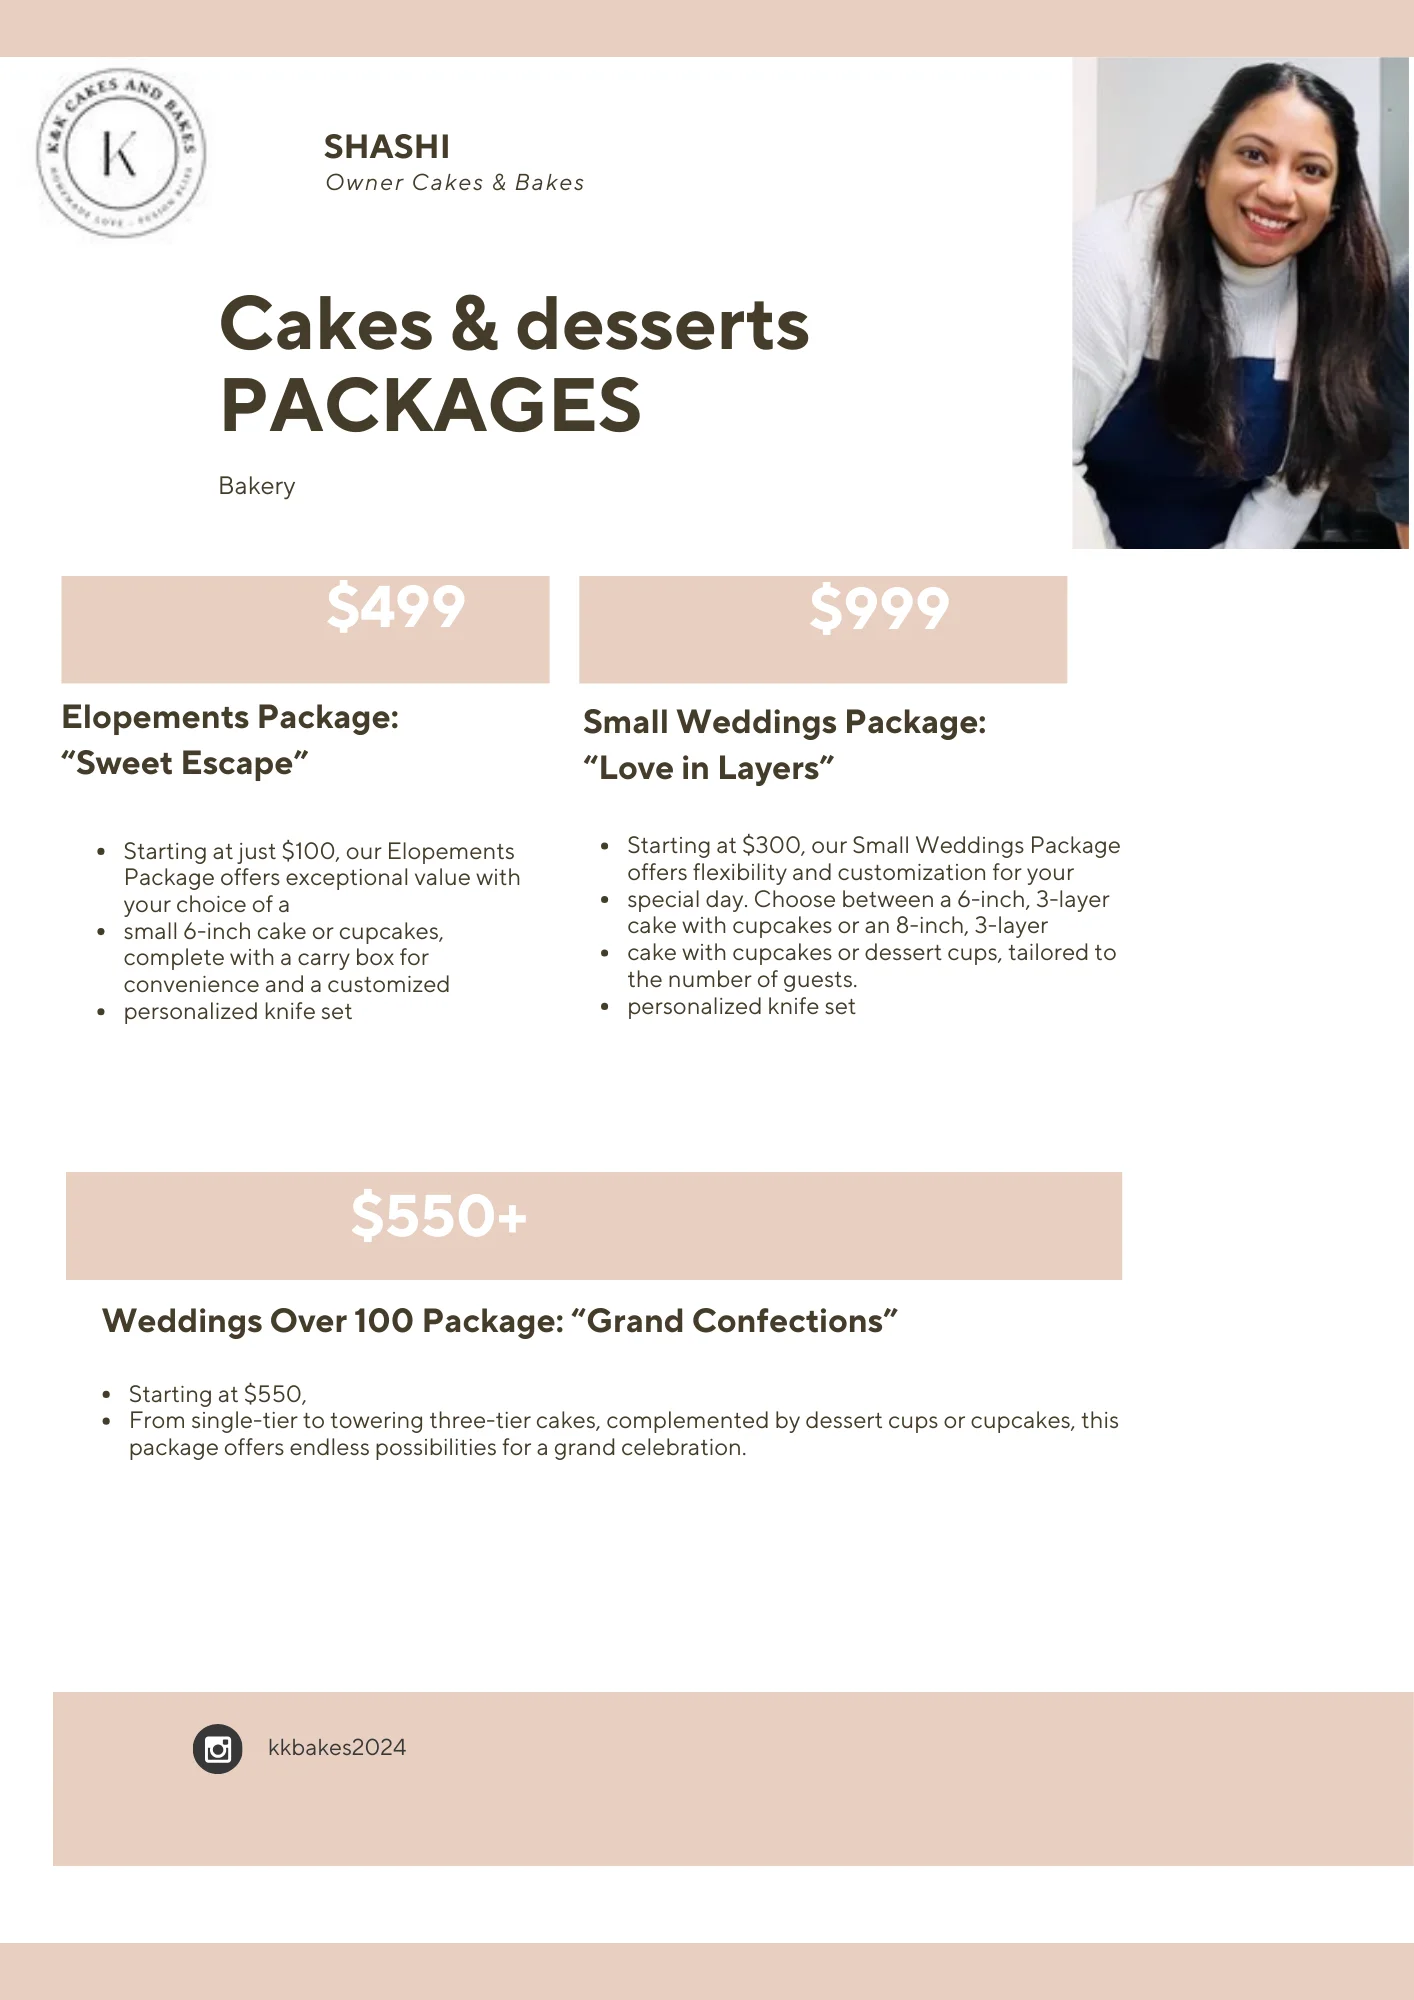 K&K CAKES AND BAKES
K
HOMEMADE LOVE - DESIGN BLISS
SHASHI
Owner Cakes & Bakes
Cakes & desserts
PACKAGES
Bakery
$499
Elopements Package:
“Sweet Escape”
• Starting at just $100, our Elopements
Package offers exceptional value with
your choice of a
• small 6-inch cake or cupcakes,
complete with a carry box for
convenience and a customized
• personalized knife set
$999
Small Weddings Package:
“Love in Layers”
• Starting at $300, our Small Weddings Package
offers flexibility and customization for your
• special day. Choose between a 6-inch, 3-layer
cake with cupcakes or an 8-inch, 3-layer
• cake with cupcakes or dessert cups, tailored to
the number of guests.
• personalized knife set
$550+
Weddings Over 100 Package: “Grand Confections”
• Starting at $550,
• From single-tier to towering three-tier cakes, complemented by dessert cups or cupcakes, this
package offers endless possibilities for a grand celebration.
kkbakes2024